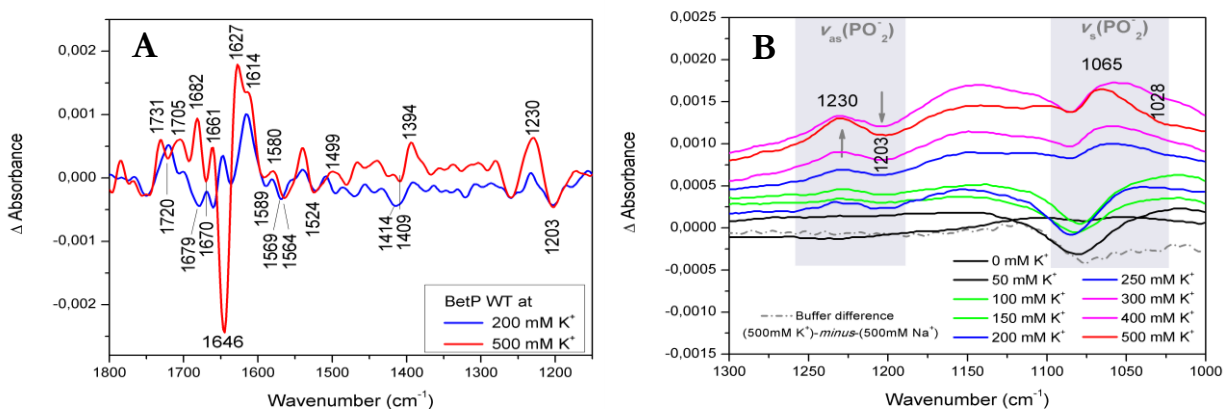 A
0,002
0,001
0,000
-0,001
-0,002
Δ Absorbance
1731
1705
1682
1661
1627
1614
1580
1499
1394
1230
1720
1679
1670
1646
1589
1569
1564
1524
1414
1409
1203
BetP WT at
200 mM K⁺
500 mM K⁺
1800 1700 1600 1500 1400 1300 1200
Wavenumber (cm⁻¹)
B
0.0025
0.0020
0.0015
0.0010
0.0005
0.0000
-0.0005
-0.0010
-0.0015
Δ Absorbance
νas(PO₂⁻)
νs(PO₂⁻)
1230
1203
1065
1028
0 mM K⁺
50 mM K⁺
100 mM K⁺
150 mM K⁺
200 mM K⁺
250 mM K⁺
300 mM K⁺
400 mM K⁺
500 mM K⁺
Buffer difference
(500mM K⁺)-minus-(500mM Na⁺)
1300 1250 1200 1150 1100 1050 1000
Wavenumber (cm⁻¹)